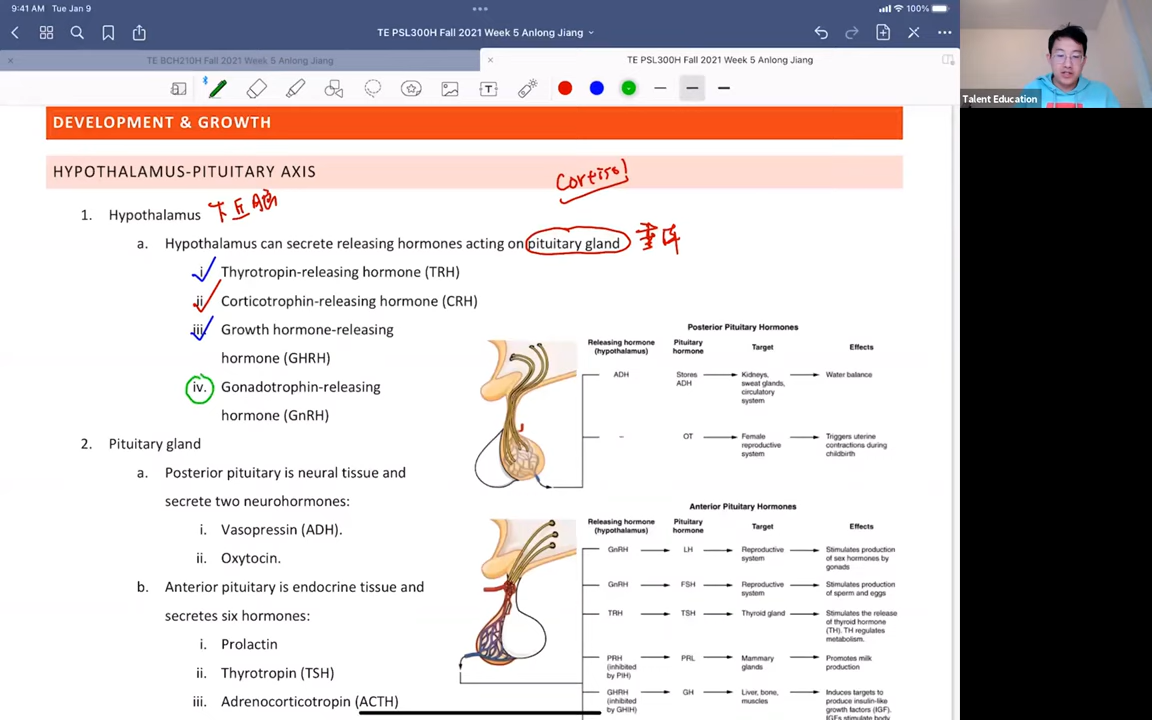 9:41 AM Tue Jan 9
100%
TE PSL300H Fall 2021 Week 5 Anlong Jiang
TE BCH210H Fall 2021 Week 5 Anlong Jiang
TE PSL300H Fall 2021 Week 5 Anlong Jiang
Talent Education
DEVELOPMENT & GROWTH
HYPOTHALAMUS-PITUITARY AXIS
Cortisol
1. Hypothalamus 下丘脑
a. Hypothalamus can secrete releasing hormones acting on pituitary gland 垂体
i. Thyrotropin-releasing hormone (TRH)
ii. Corticotrophin-releasing hormone (CRH)
iii. Growth hormone-releasing
hormone (GHRH)
iv. Gonadotrophin-releasing
hormone (GnRH)
2. Pituitary gland
a. Posterior pituitary is neural tissue and
secrete two neurohormones:
i. Vasopressin (ADH).
ii. Oxytocin.
b. Anterior pituitary is endocrine tissue and
secretes six hormones:
i. Prolactin
ii. Thyrotropin (TSH)
iii. Adrenocorticotropin (ACTH)
Posterior Pituitary Hormones
Releasing hormone
(hypothalamus)
Pituitary
hormone
Target
Effects
ADH
Stores
ADH
Kidneys,
sweat glands,
circulatory
system
Water balance
–
OT
Female
reproductive
system
Triggers uterine
contractions during
childbirth
Anterior Pituitary Hormones
Releasing hormone
(hypothalamus)
Pituitary
hormone
Target
Effects
GnRH
LH
Reproductive
system
Stimulates production
of sex hormones by
gonads
GnRH
FSH
Reproductive
system
Stimulates production
of sperm and eggs
TRH
TSH
Thyroid gland
Stimulates the release
of thyroid hormone
(TH). TH regulates
metabolism.
PRH
(inhibited
by PIH)
PRL
Mammary
glands
Promotes milk
production
GHRH
(inhibited
by GHIH)
GH
Liver, bone,
muscles
Induces targets to
produce insulin-like
growth factors (IGF).
IGFs stimulate body